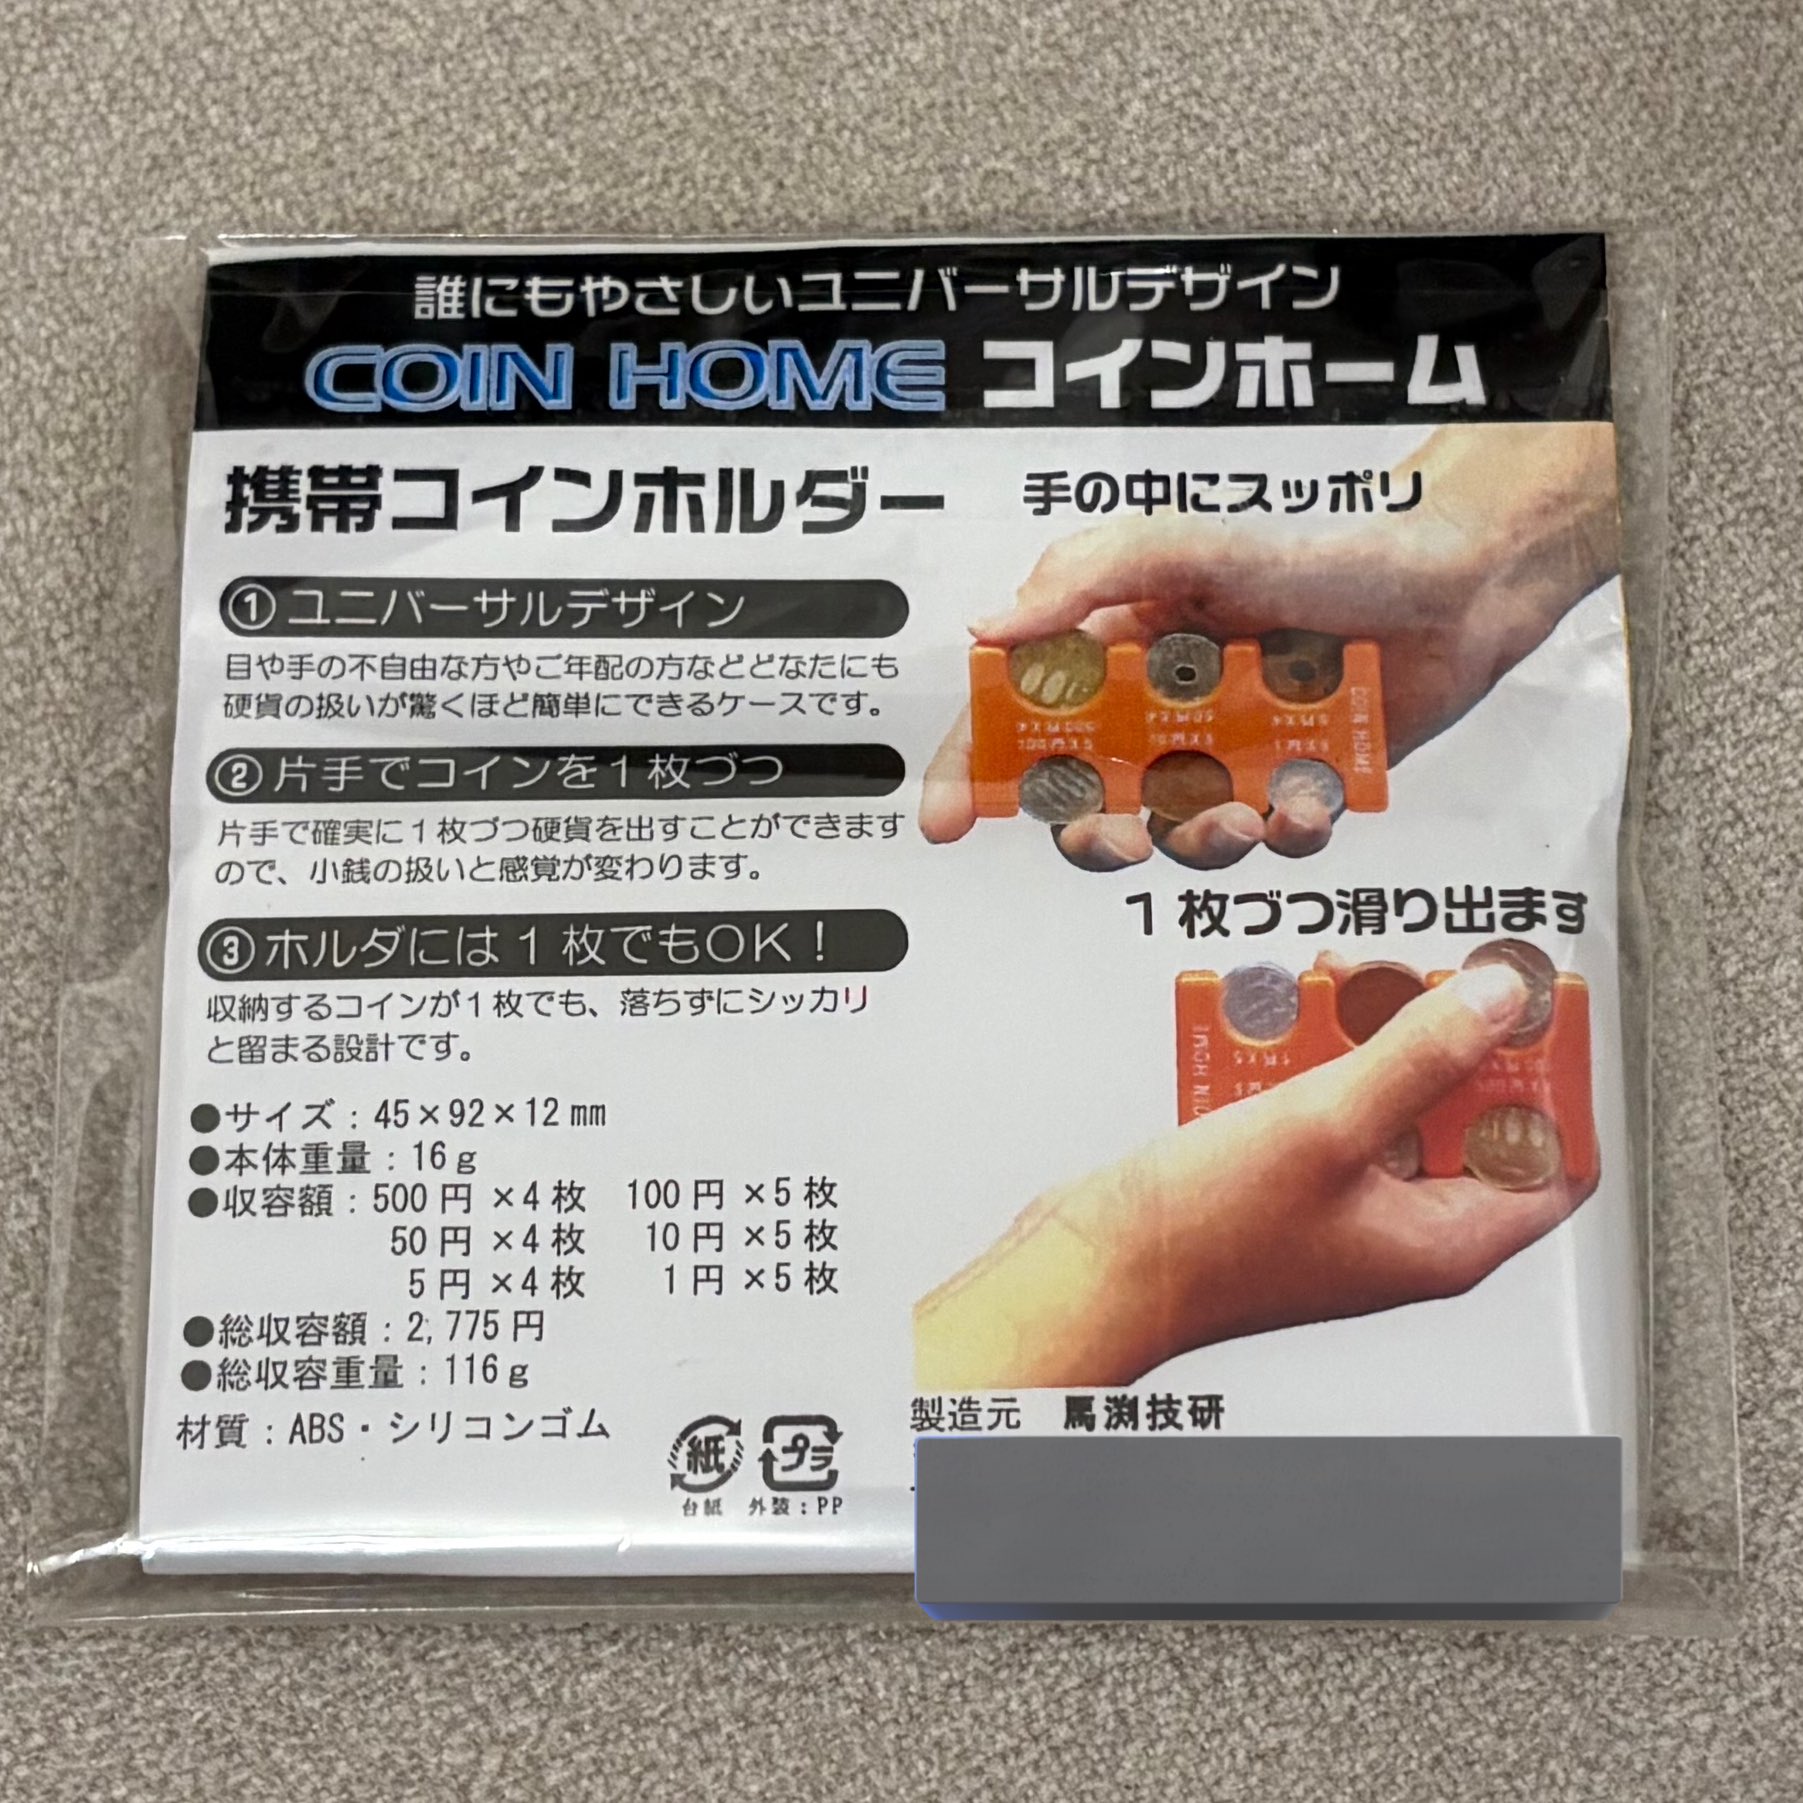 誰にもやさしいユニバーサルデザイン
COIN HOME コインホーム
携帯コインホルダー
手の中にスッポリ
①ユニバーサルデザイン
目や手の不自由な方やご年配の方などどなたにも
硬貨の扱いが驚くほど簡単にできるケースです。
②片手でコインを1枚づつ
片手で確実に1枚づつ硬貨を出すことができます
ので、小銭の扱いと感覚が変わります。
1枚づつ滑り出ます
③ホルダには1枚でもOK!
収納するコインが1枚でも、落ちずにシッカリ
と留まる設計です。
●サイズ：45×92×12㎜
●本体重量：16g
●収容額：500円×4枚 100円×5枚
50円×4枚 10円×5枚
5円×4枚 1円×5枚
●総収容額：2,775円
●総収容重量：116g
材質：ABS・シリコンゴム
紙 プラ
台紙 外装：PP
製造元 馬渕技研
COIN HOME